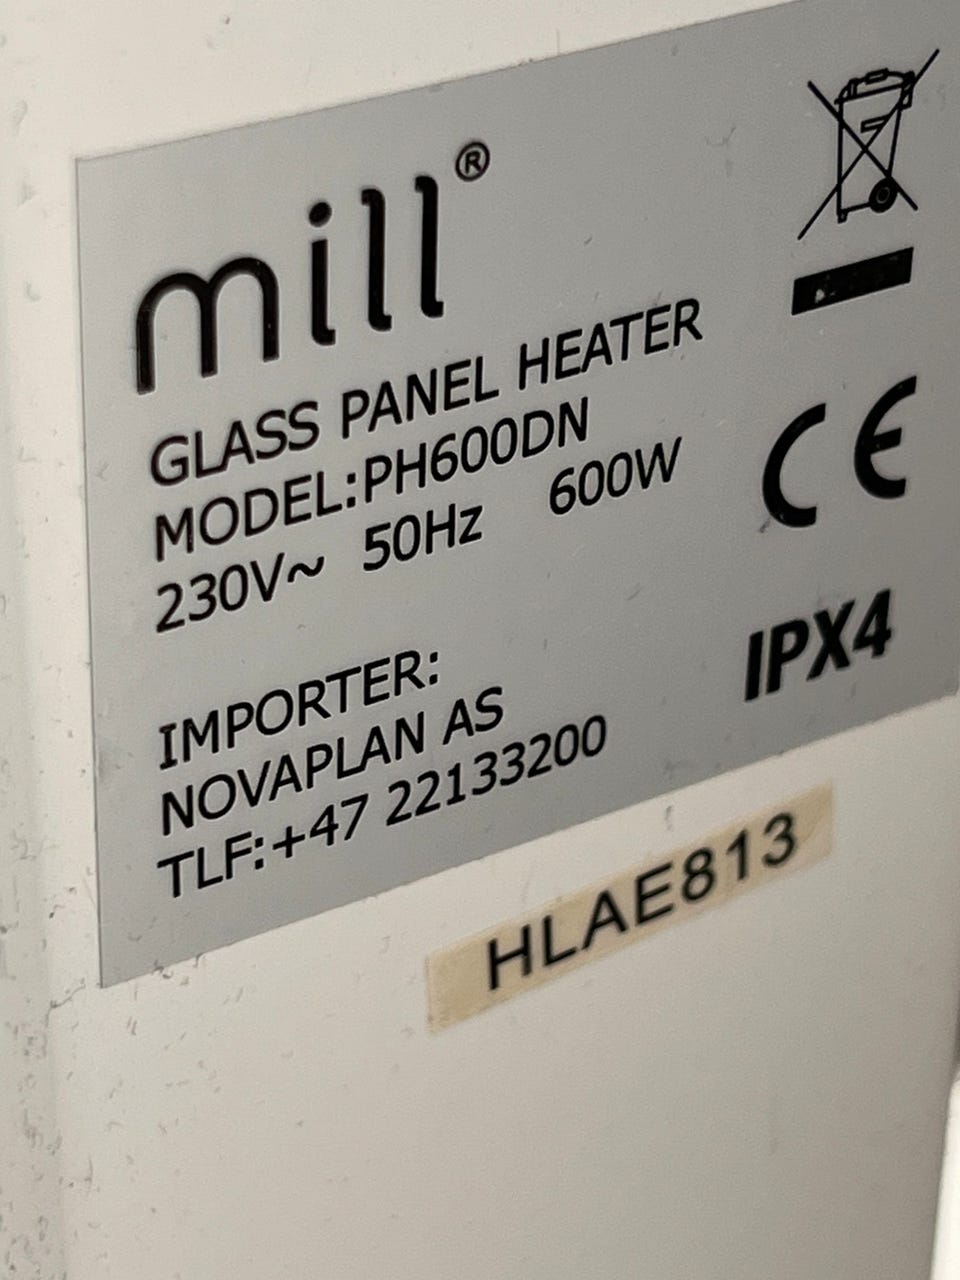 mill®
GLASS PANEL HEATER
MODEL:PH600DN
230V~ 50Hz 600W
CE
IPX4
IMPORTER:
NOVAPLAN AS
TLF:+47 22133200
HLAE813